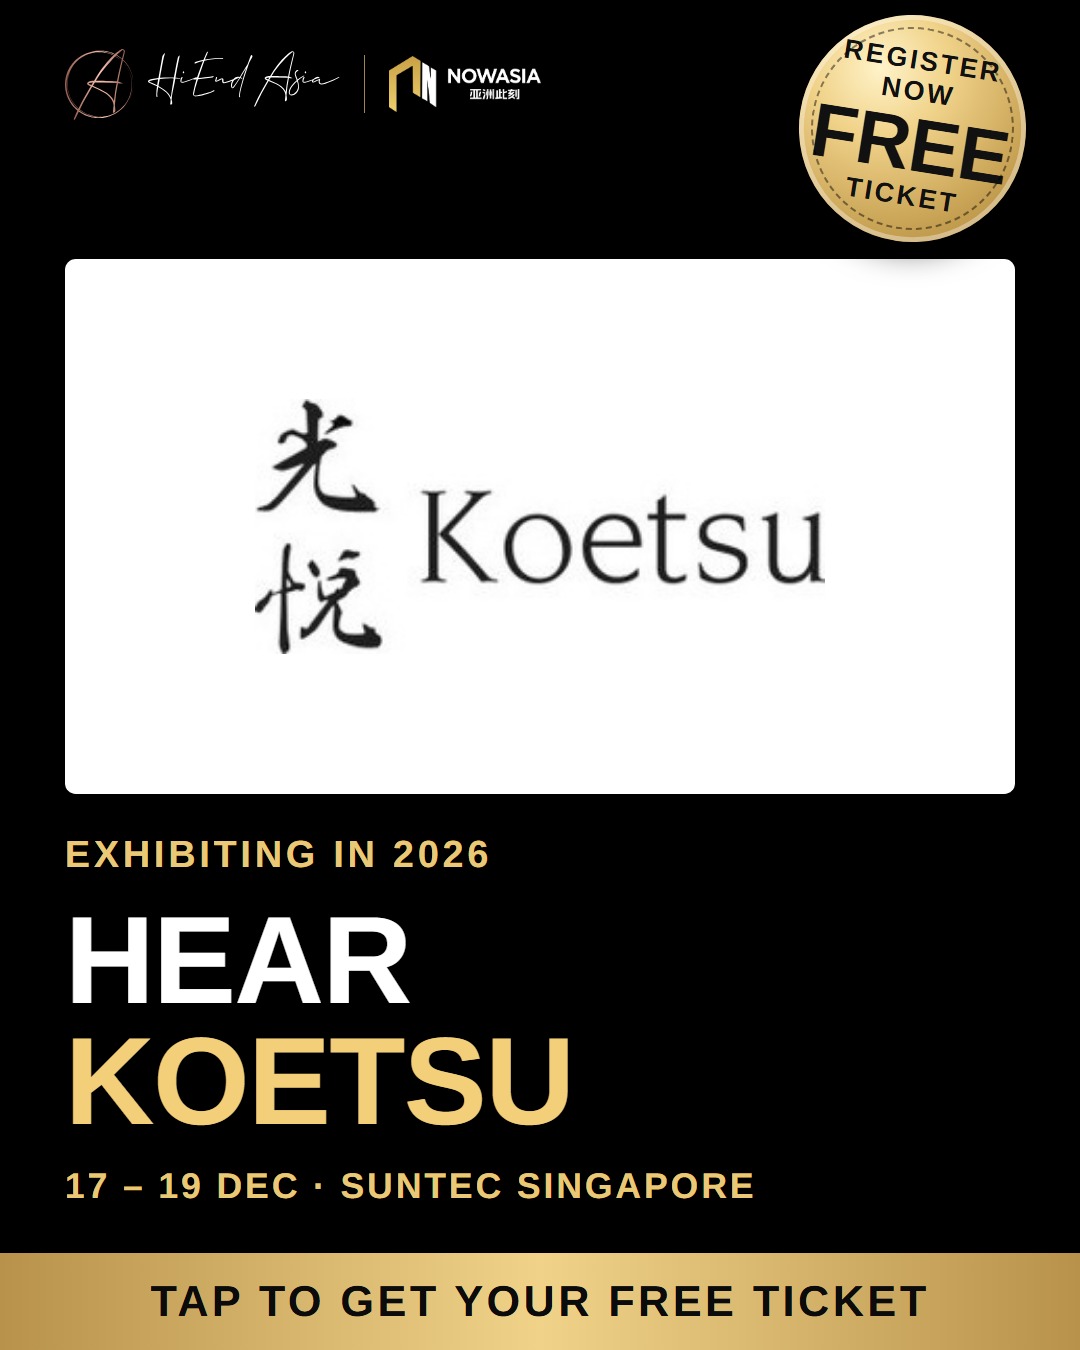 HiEnd Asia
NOWASIA
亚洲此刻
REGISTER
NOW
FREE
TICKET
光悦
Koetsu
EXHIBITING IN 2026
HEAR
KOETSU
17 – 19 DEC · SUNTEC SINGAPORE
TAP TO GET YOUR FREE TICKET